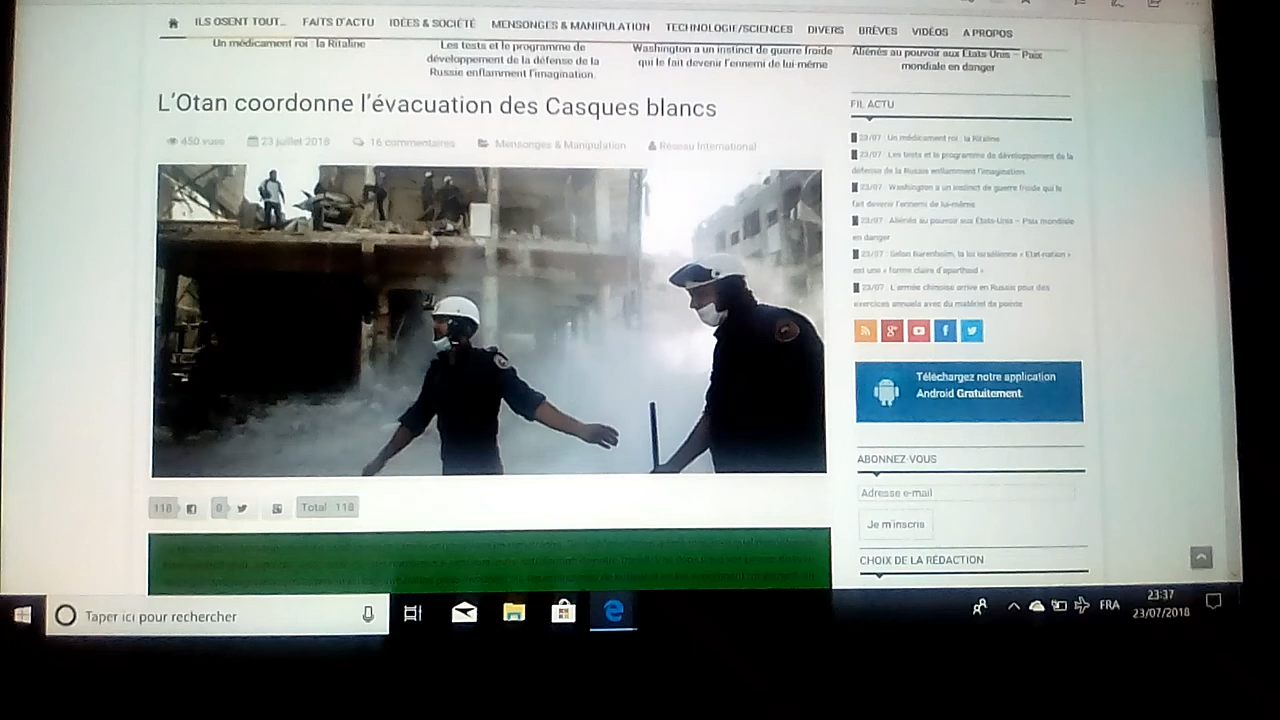 ILS OSENT TOUT... FAITS D'ACTU IDÉES & SOCIÉTÉ MENSONGES & MANIPULATION TECHNOLOGIE/SCIENCES DIVERS BRÈVES VIDÉOS A PROPOS
Un médicament roi : la Ritaline
Les tests et le programme de
développement de la défense de la
Russie enflamment l'imagination.
Washington a un instinct de guerre froide
qui le fait devenir l'ennemi de lui-même
Aliénés au pouvoir aux États-Unis – Paix
mondiale en danger
L'Otan coordonne l'évacuation des Casques blancs
450 vues 23 juillet 2018 16 commentaires Mensonges & Manipulation Réseau International
118 0 Total 118
FIL ACTU
23/07 : Un médicament roi : la Ritaline
23/07 : Les tests et le programme de développement de la
défense de la Russie enflamment l'imagination.
23/07 : Washington a un instinct de guerre froide qui le
fait devenir l'ennemi de lui-même
23/07 : Aliénés au pouvoir aux États-Unis – Paix mondiale
en danger
23/07 : Selon Barenboim, la loi israélienne « Etat-nation »
est une « forme claire d'apartheid »
23/07 : L'armée chinoise arrive en Russie pour des
exercices annuels avec du matériel de pointe
Téléchargez notre application
Android Gratuitement.
ABONNEZ-VOUS
Adresse e-mail
Je m'inscris
CHOIX DE LA RÉDACTION
Taper ici pour rechercher
FRA
23:37
23/07/2018